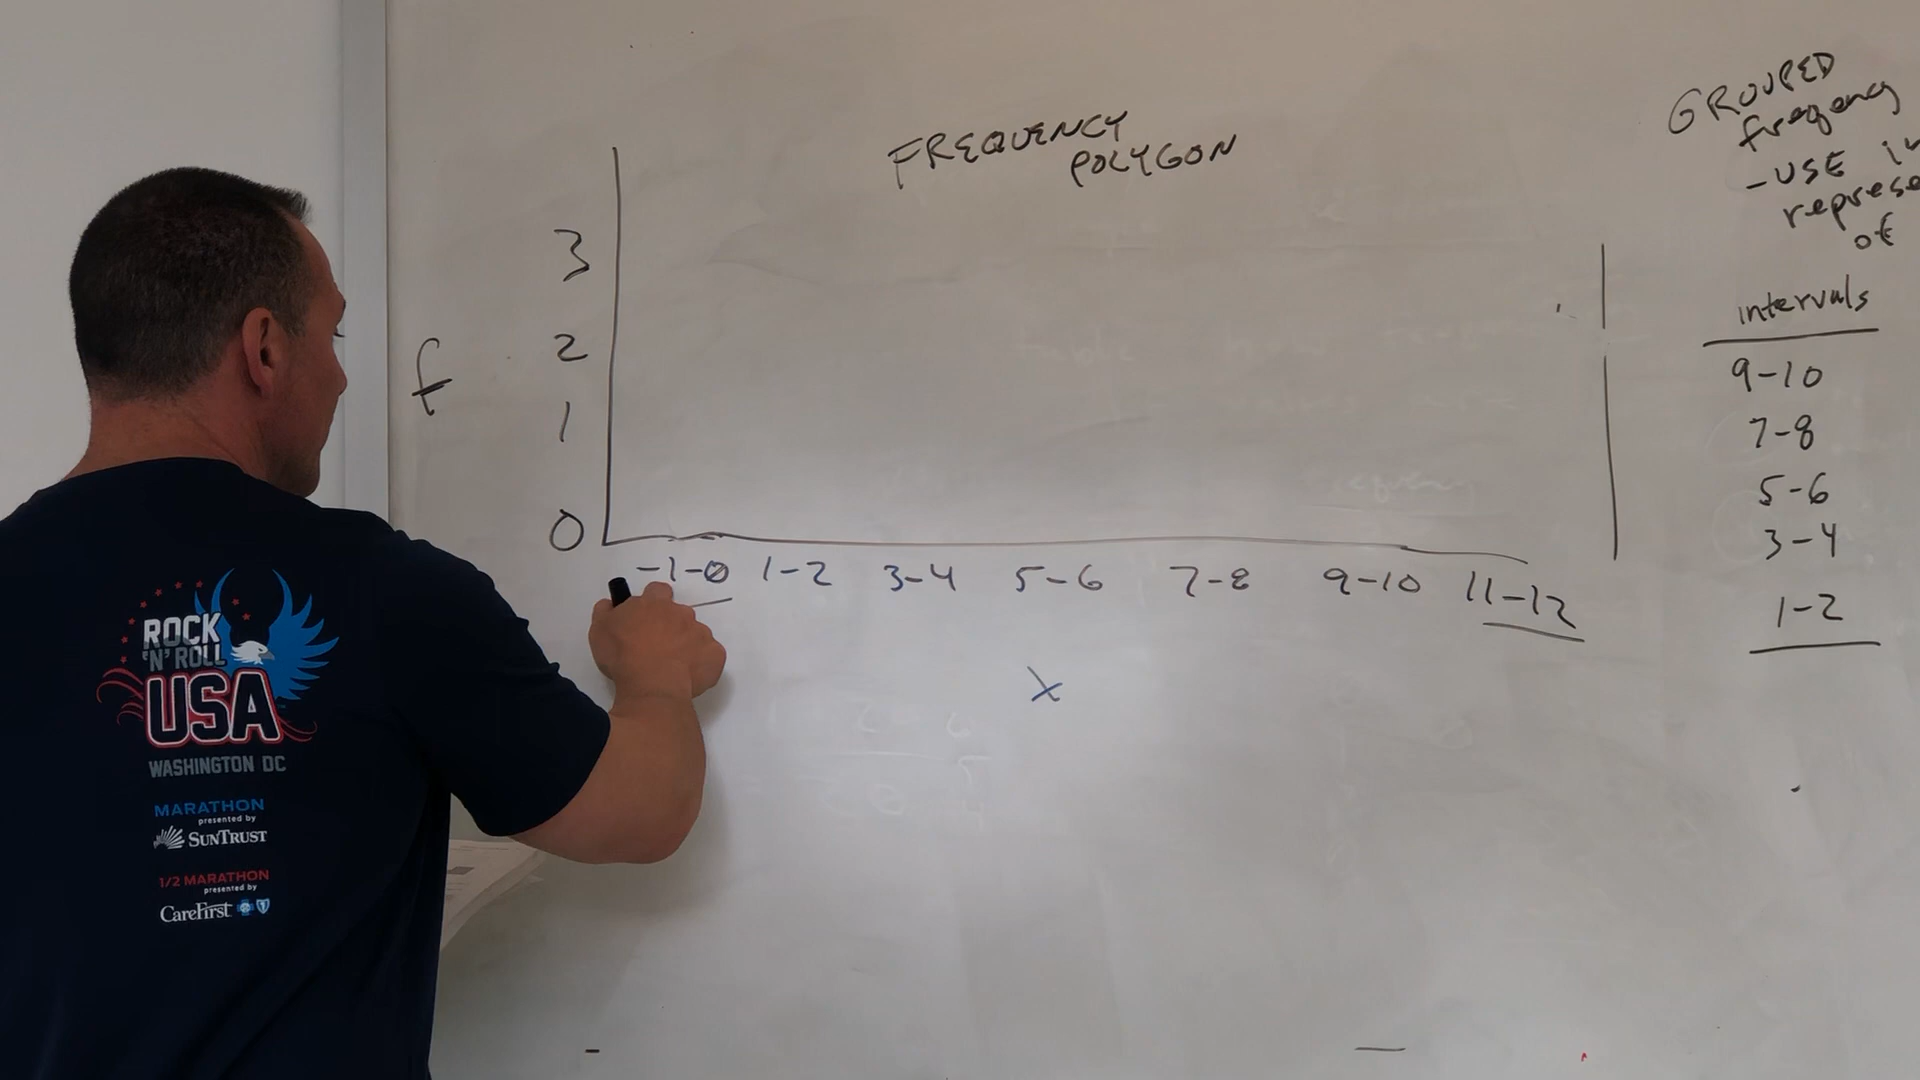 FREQUENCY
POLYGON
f
3
2
1
0
-1-0 1-2 3-4 5-6 7-8 9-10 11-12
x
GROUPED
frequency
-USE
of
intervals
9-10
7-8
5-6
3-4
1-2
ROCK
'N' ROLL
USA
WASHINGTON DC
MARATHON
presented by
SUNTRUST
1/2 MARATHON
presented by
CareFirst